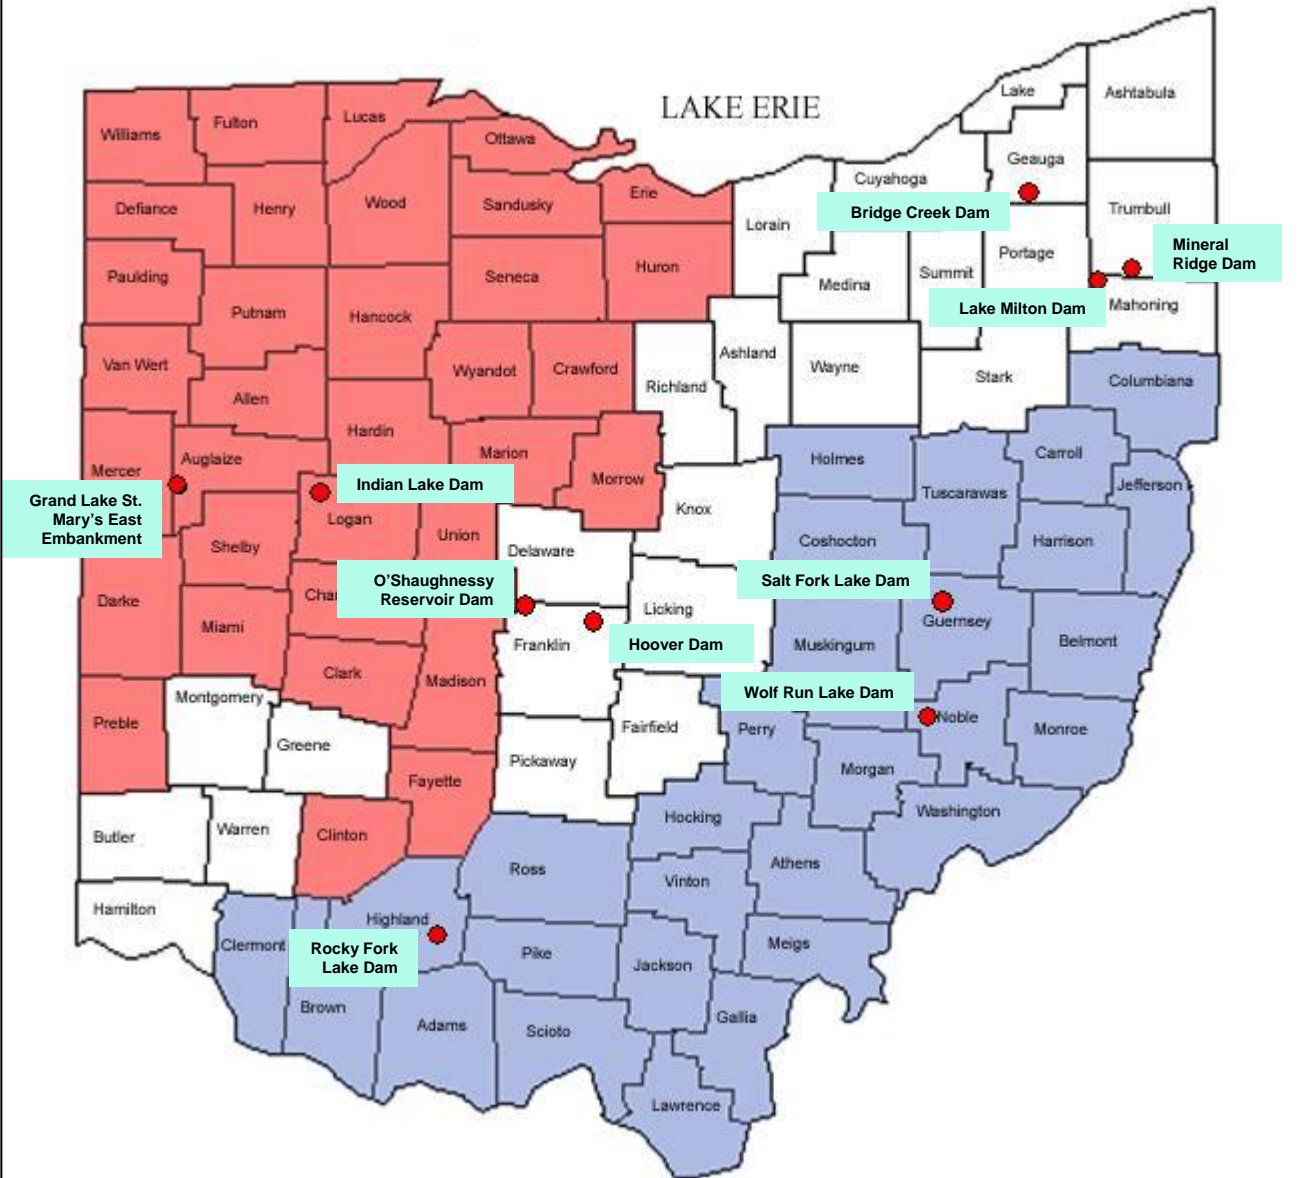 LAKE ERIE
Lake
Ashtabula
Williams
Fulton
Lucas
Ottawa
Geauga
Cuyahoga
Defiance
Henry
Wood
Sandusky
Erie
Lorain
Bridge Creek Dam
Trumbull
Mineral
Ridge Dam
Paulding
Seneca
Huron
Medina
Summit
Portage
Putnam
Hancock
Lake Milton Dam
Mahoning
Van Wert
Allen
Wyandot
Crawford
Richland
Ashland
Wayne
Stark
Columbiana
Hardin
Mercer
Auglaize
Marion
Morrow
Holmes
Carroll
Tuscarawas
Jefferson
Grand Lake St.
Mary's East
Embankment
Indian Lake Dam
Logan
Union
Knox
Shelby
Delaware
Coshocton
Harrison
Darke
Cha
O'Shaughnessy
Reservoir Dam
Licking
Salt Fork Lake Dam
Guernsey
Miami
Franklin
Hoover Dam
Muskingum
Belmont
Clark
Madison
Montgomery
Wolf Run Lake Dam
Noble
Preble
Greene
Fairfield
Perry
Monroe
Pickaway
Fayette
Morgan
Washington
Butler
Warren
Clinton
Hocking
Ross
Vinton
Athens
Hamilton
Clermont
Highland
Rocky Fork
Lake Dam
Pike
Jackson
Meigs
Brown
Adams
Scioto
Gallia
Lawrence